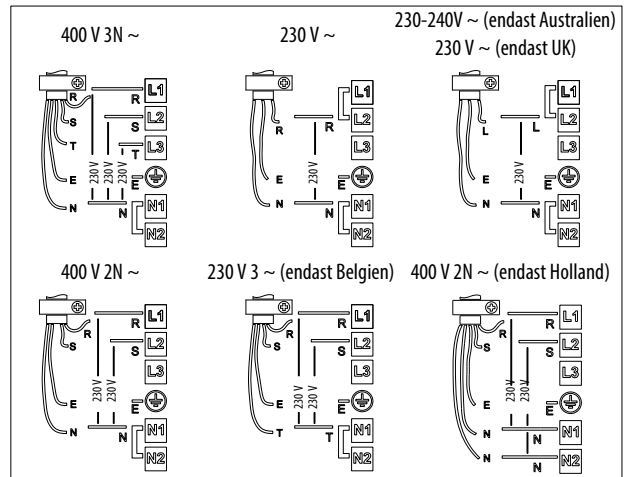 400 V 3N ~
R
S
T
E
N
R
S
T
E
N
230 V
230 V
230 V
L1
L2
L3
N1
N2
230 V ~
R
E
N
R
E
N
230 V
L1
L2
L3
N1
N2
230-240V ~ (endast Australien)
230 V ~ (endast UK)
L
E
N
L
E
N
230 V
L1
L2
L3
N1
N2
400 V 2N ~
R
S
E
N
R
S
E
N
230 V
230 V
L1
L2
L3
N1
N2
230 V 3 ~ (endast Belgien)
R
S
E
T
R
S
E
T
230 V
230 V
L1
L2
L3
N1
N2
400 V 2N ~ (endast Holland)
R
S
E
N
N
R
S
E
N
N
230V
230V
L1
L2
L3
N1
N2